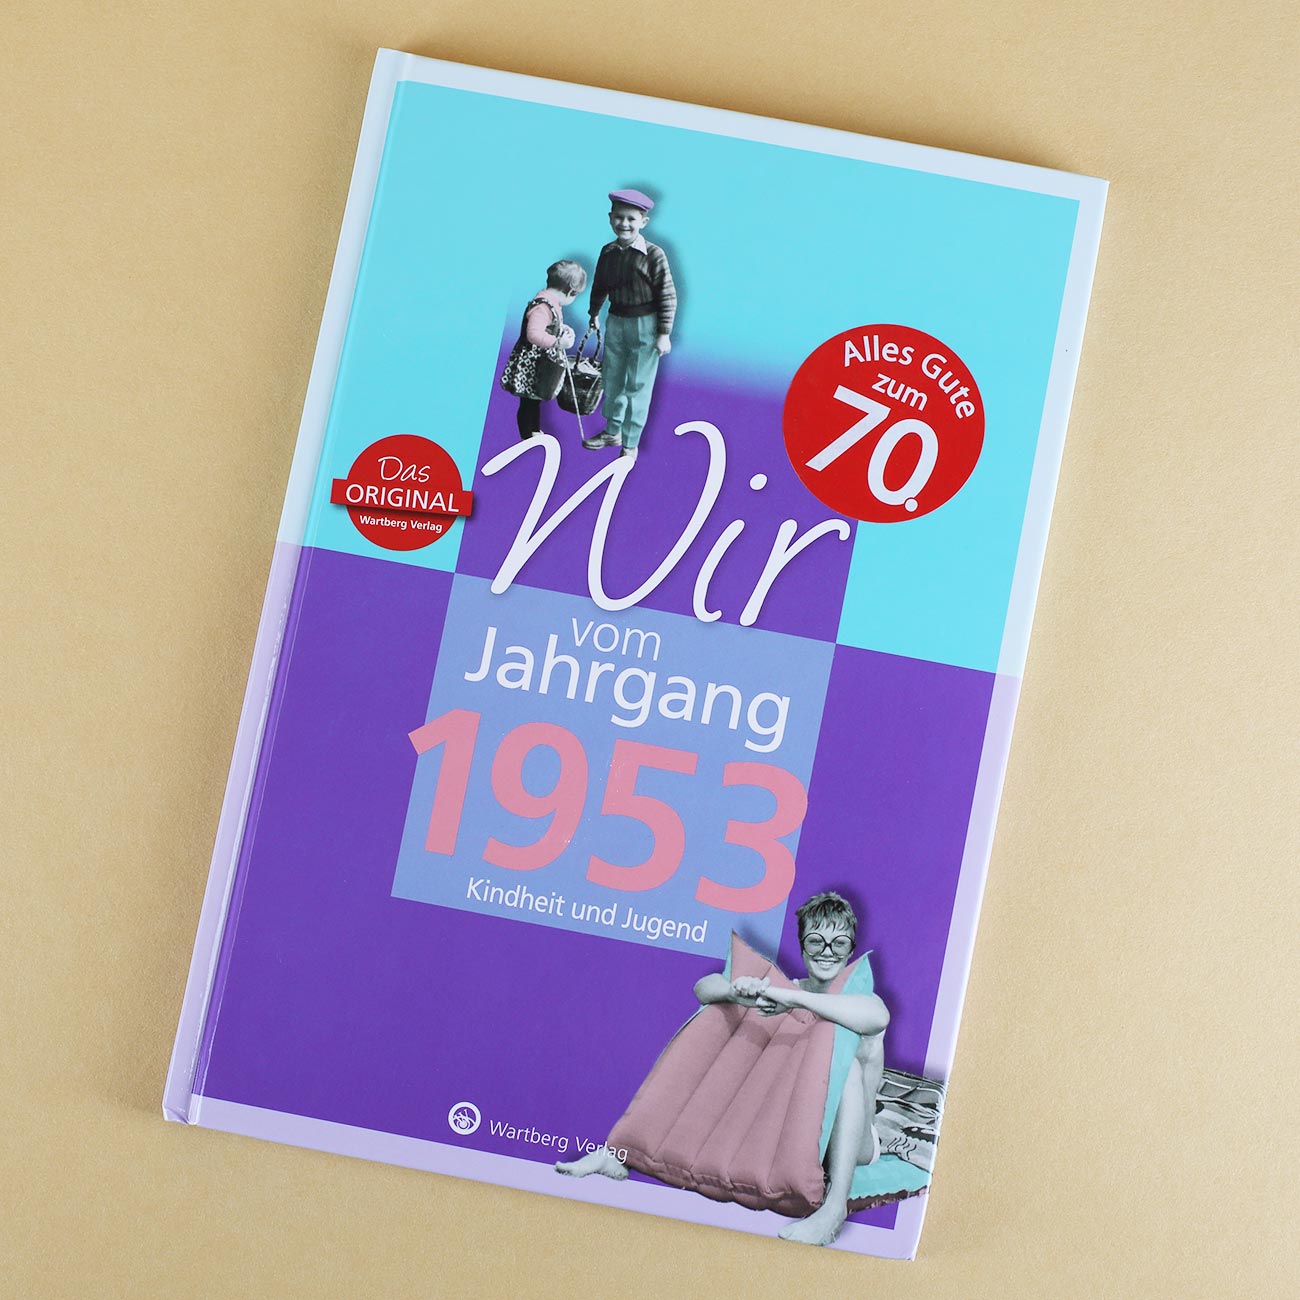 Alles Gute
zum
70.
Das
ORIGINAL
Wartberg Verlag
Wir
vom
Jahrgang
1953
Kindheit und Jugend
Wartberg Verlag